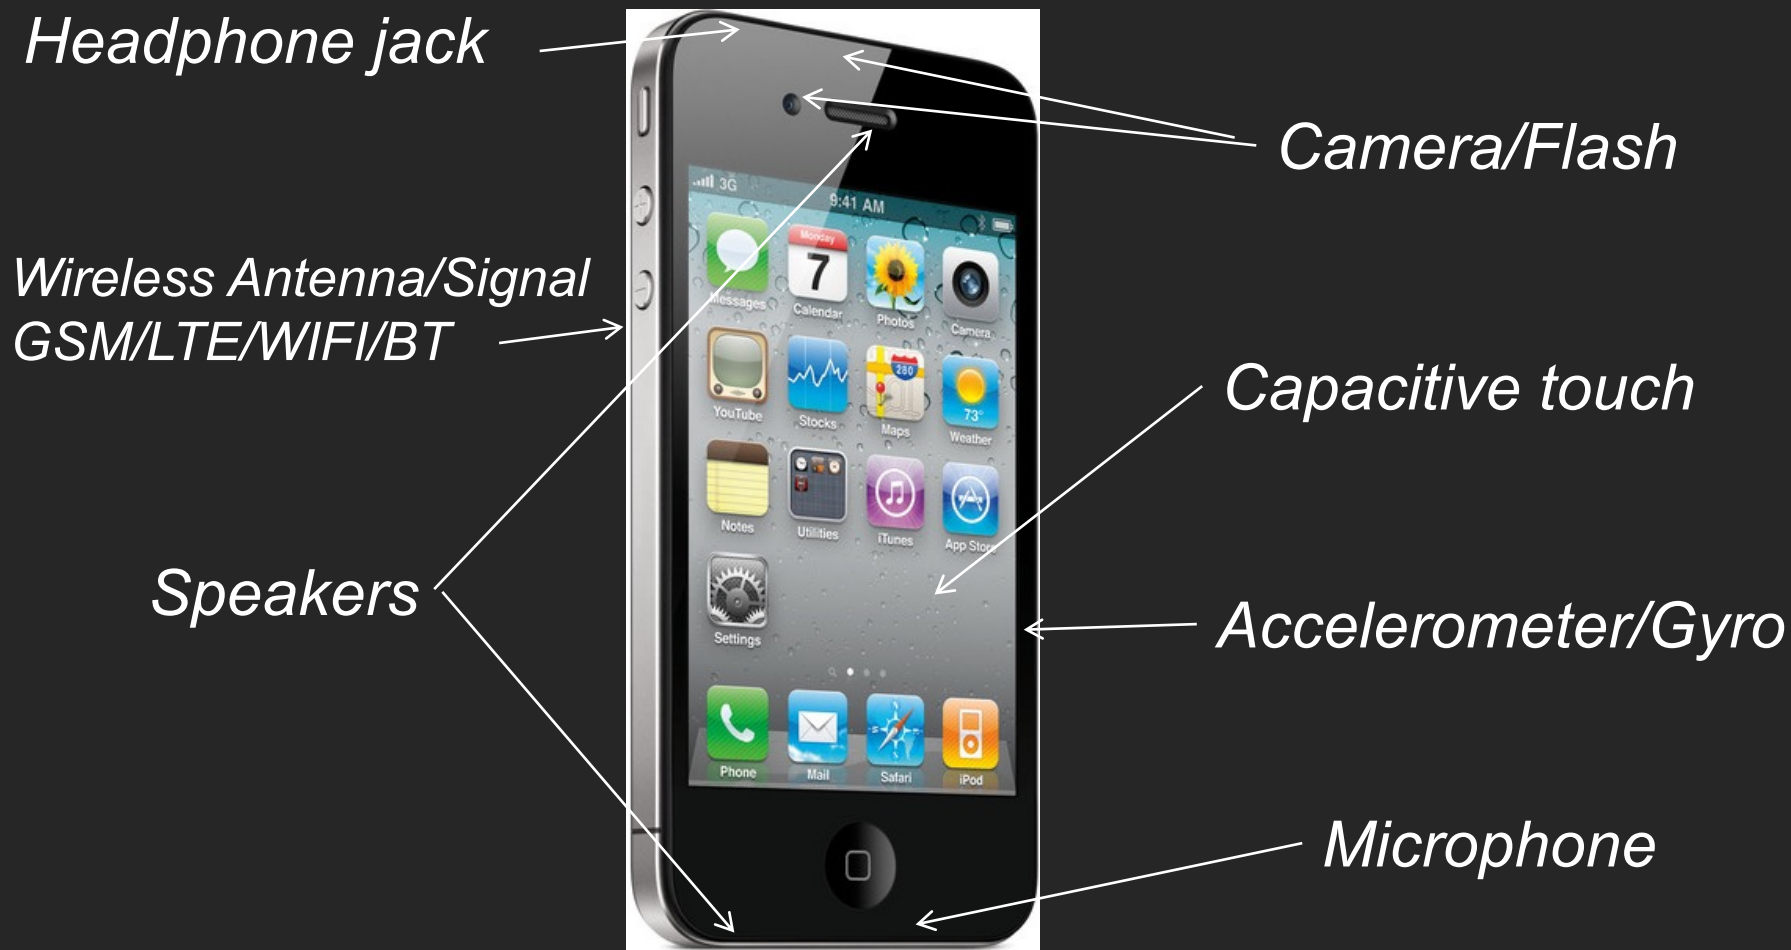 Headphone jack
Camera/Flash
Wireless Antenna/Signal
GSM/LTE/WIFI/BT
Capacitive touch
Speakers
Accelerometer/Gyro
Microphone
3G
9:41 AM
Monday
7
280
73°
Messages
Calendar
Photos
Camera
YouTube
Stocks
Maps
Weather
Notes
Utilities
iTunes
App Store
Settings
Phone
Mail
Safari
iPod